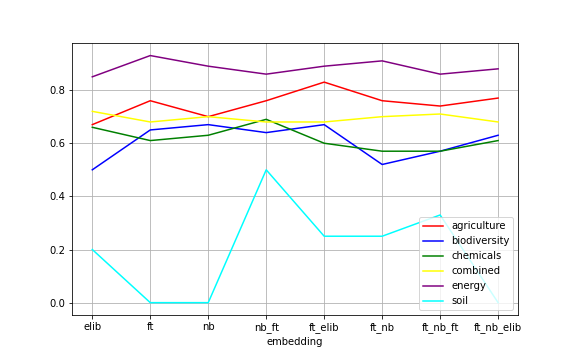 0.8
0.6
0.4
0.2
0.0
agriculture
biodiversity
chemicals
combined
energy
soil
elib ft nb nb_ft ft_elib ft_nb ft_nb_ft ft_nb_elib
embedding